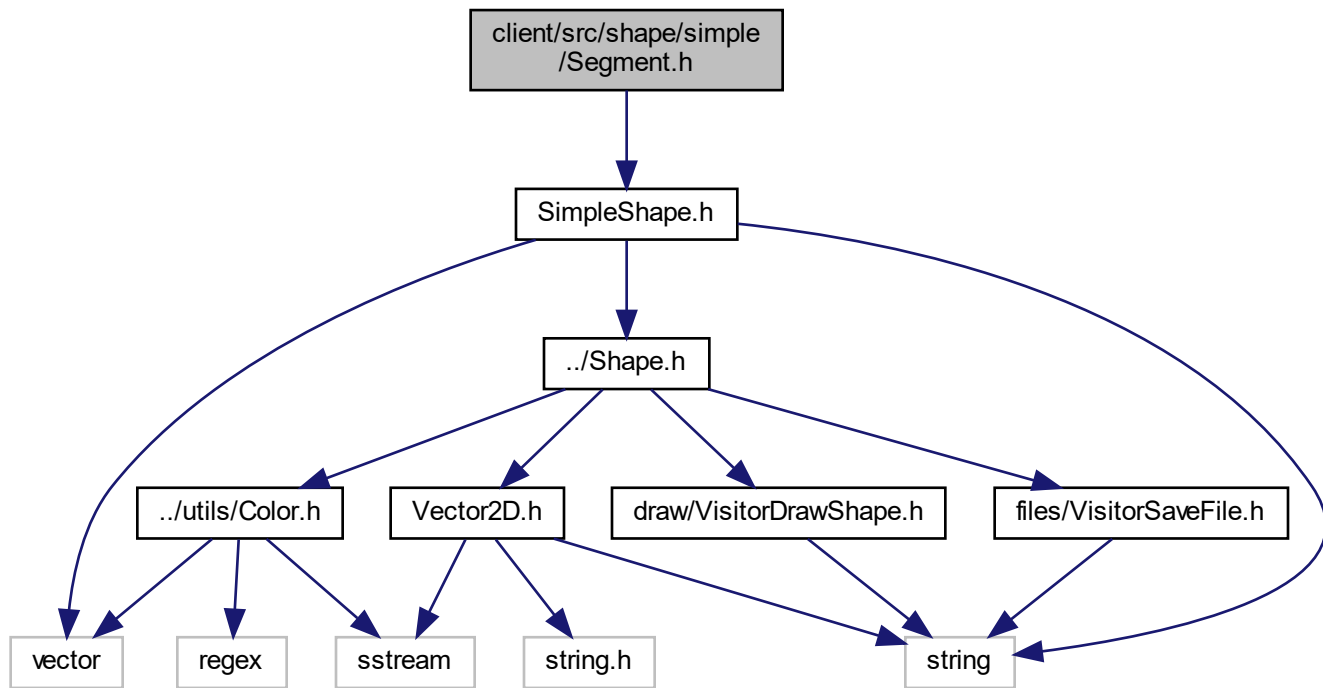 client/src/shape/simple
/Segment.h
SimpleShape.h
../Shape.h
../utils/Color.h
Vector2D.h
draw/VisitorDrawShape.h
files/VisitorSaveFile.h
vector
regex
sstream
string.h
string